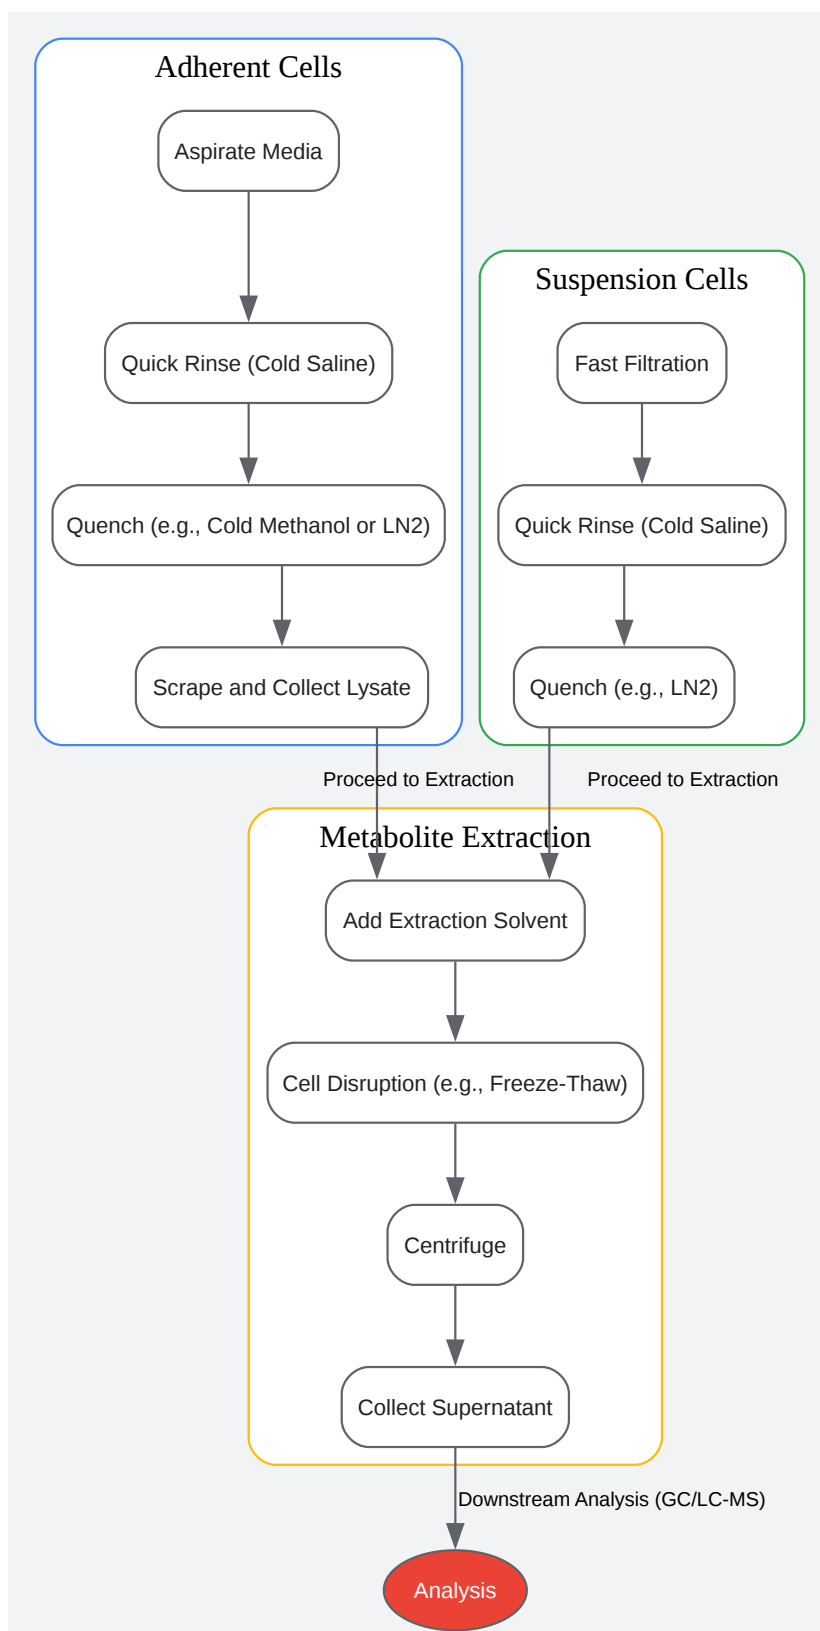 Adherent Cells
Aspirate Media
Quick Rinse (Cold Saline)
Quench (e.g., Cold Methanol or LN2)
Scrape and Collect Lysate
Proceed to Extraction
Suspension Cells
Fast Filtration
Quick Rinse (Cold Saline)
Quench (e.g., LN2)
Proceed to Extraction
Metabolite Extraction
Add Extraction Solvent
Cell Disruption (e.g., Freeze-Thaw)
Centrifuge
Collect Supernatant
Downstream Analysis (GC/LC-MS)
Analysis